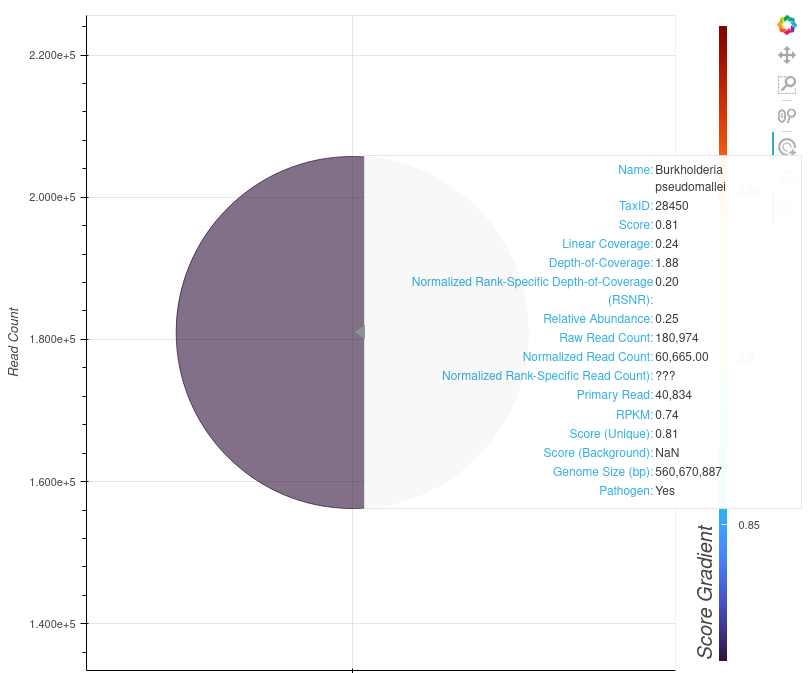 2.200e+5
2.000e+5
1.800e+5
1.600e+5
1.400e+5
Read Count
Name: Burkholderia
pseudomallei
TaxID: 28450
Score: 0.81
Linear Coverage: 0.24
Depth-of-Coverage: 1.88
Normalized Rank-Specific Depth-of-Coverage 0.20
(RSNR):
Relative Abundance: 0.25
Raw Read Count: 180,974
Normalized Read Count: 60,665.00
Normalized Rank-Specific Read Count): ???
Primary Read: 40,834
RPKM: 0.74
Score (Unique): 0.81
Score (Background): NaN
Genome Size (bp): 560,670,887
Pathogen: Yes
0.95
0.9
0.85
Score Gradient